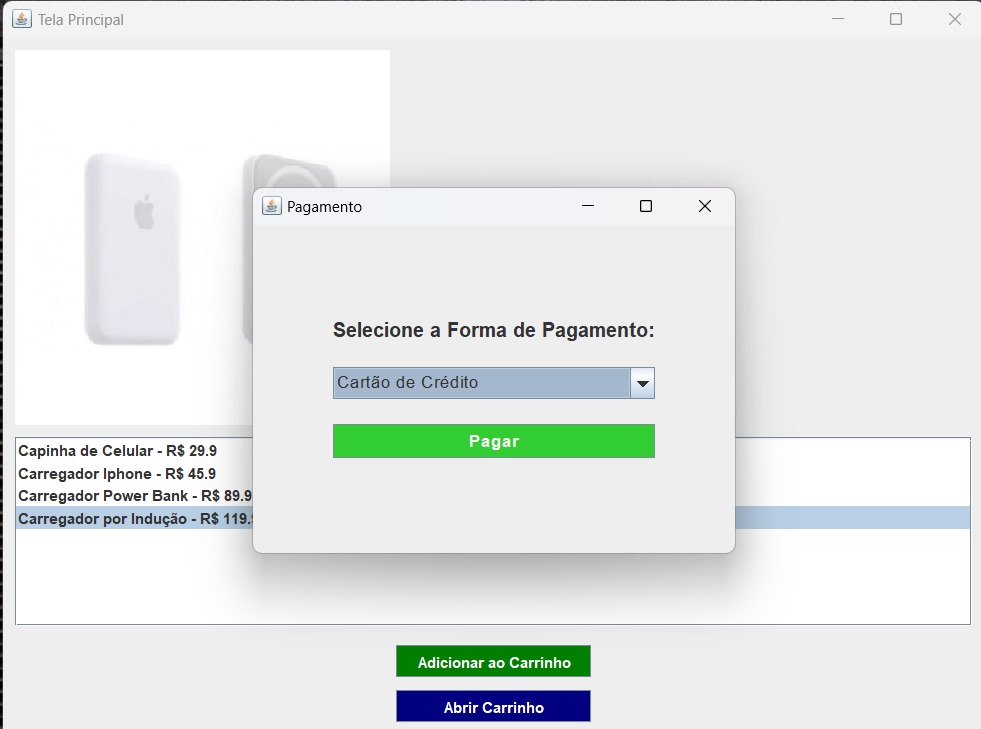 Tela Principal
Pagamento
Selecione a Forma de Pagamento:
Cartão de Crédito
Pagar
Capinha de Celular - R$ 29.9
Carregador Iphone - R$ 45.9
Carregador Power Bank - R$ 89.9
Carregador por Indução - R$ 119.9
Adicionar ao Carrinho
Abrir Carrinho